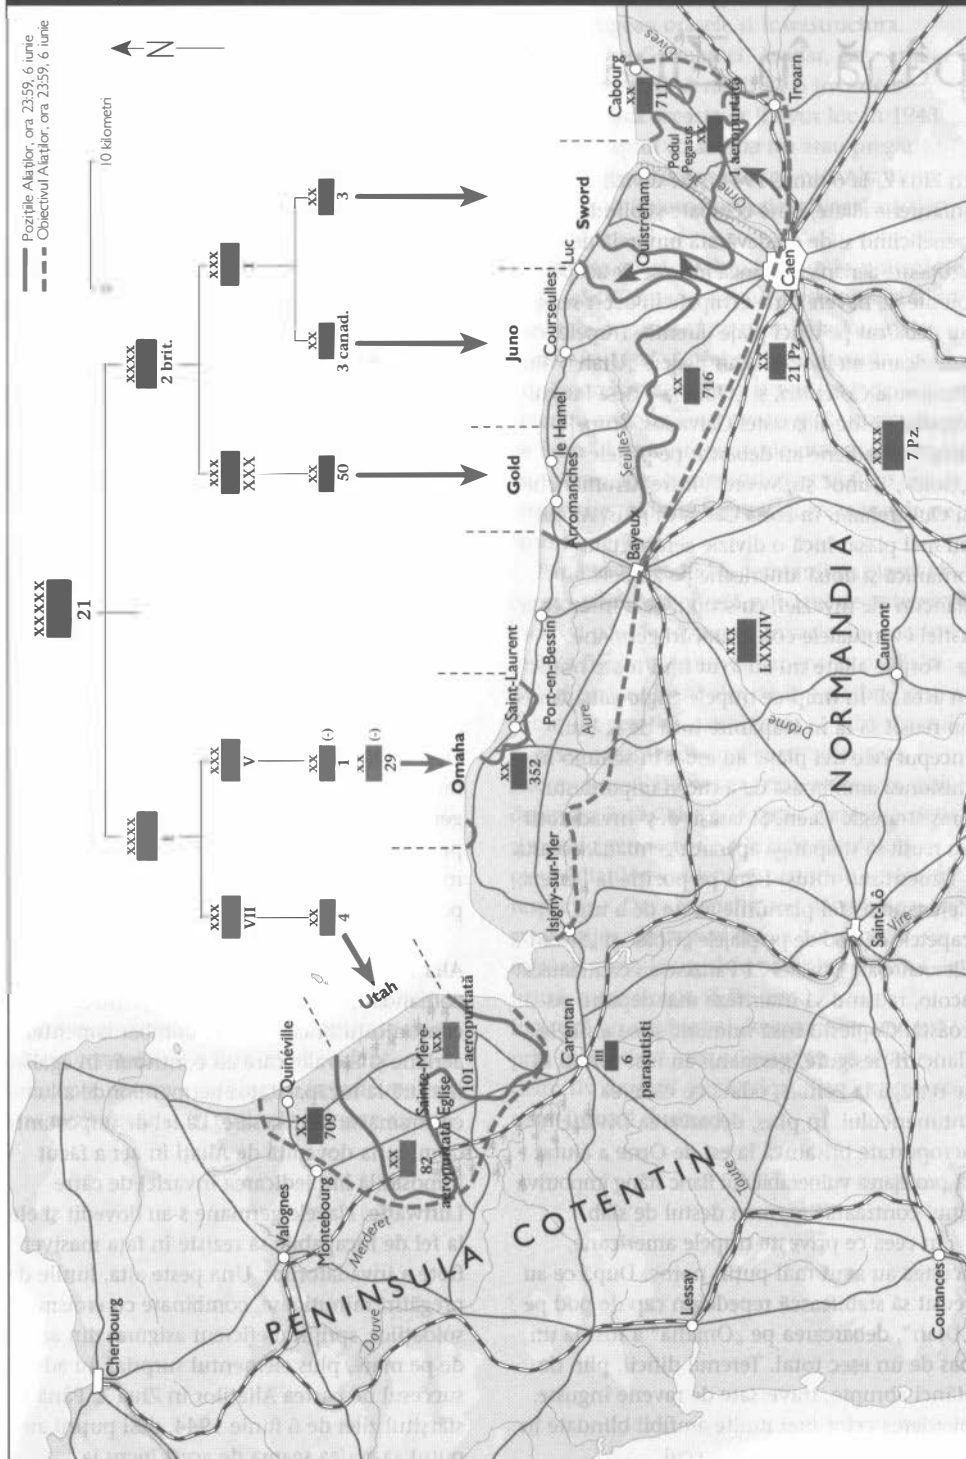 Pozițiile Aliaților, ora 23:59, 6 iunie
Obiectivul Aliaților, ora 23:59, 6 iunie
N
10 kilometri
XXXXX
21
XXXX
XXXX
2 brit.
XXX
VII
XXX
V
XXX
XXX
XXX
XX
4
XX
1 (-)
XX
29 (-)
XX
50
XX
3 canad.
XX
3
Utah
Omaha
Gold
Juno
Sword
Cherbourg
Valognes
Montebourg
Quinéville
XX
709
Sainte-Mère-
Eglise
XX
82
aeropurtată
XX
101 aeropurtată
Merderet
Douve
PENINSULA COTENTIN
Carentan
III
6
parașutiști
Isigny-sur-Mer
Saint-Laurent
XX
352
Port-en-Bessin
Aure
Arromanches
le Hamel
Bayeux
Seulles
Courseulles
Luc
Ouistreham
XX
716
Podul
Pegasus
Orne
XX
1
aeropurtată
Cabourg
XX
711
Dives
Troarn
Caen
XX
21 Pz.
XXXX
7 Pz.
XXX
LXXXIV
NORMANDIA
Caumont
Drôme
Saint-Lô
Vire
Taute
Lessay
Coutances